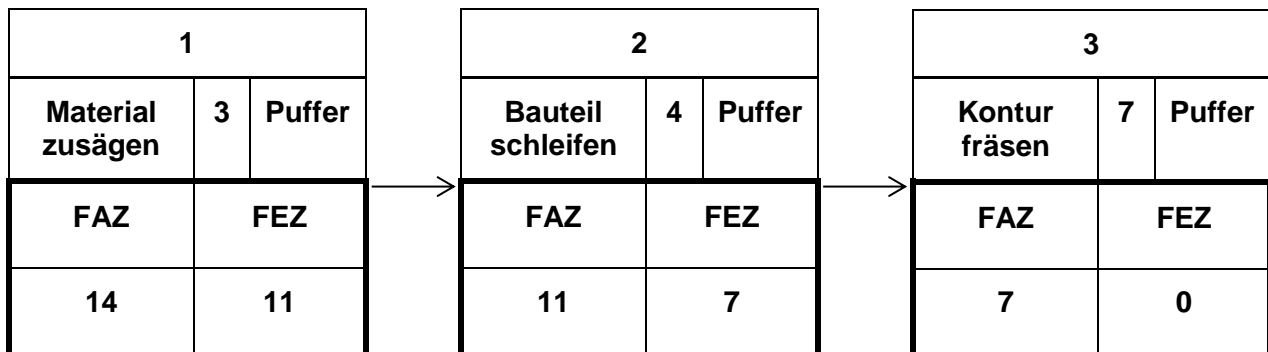 1
Material zusägen
3
Puffer
FAZ
FEZ
14
11
2
Bauteil schleifen
4
Puffer
FAZ
FEZ
11
7
3
Kontur fräsen
7
Puffer
FAZ
FEZ
7
0